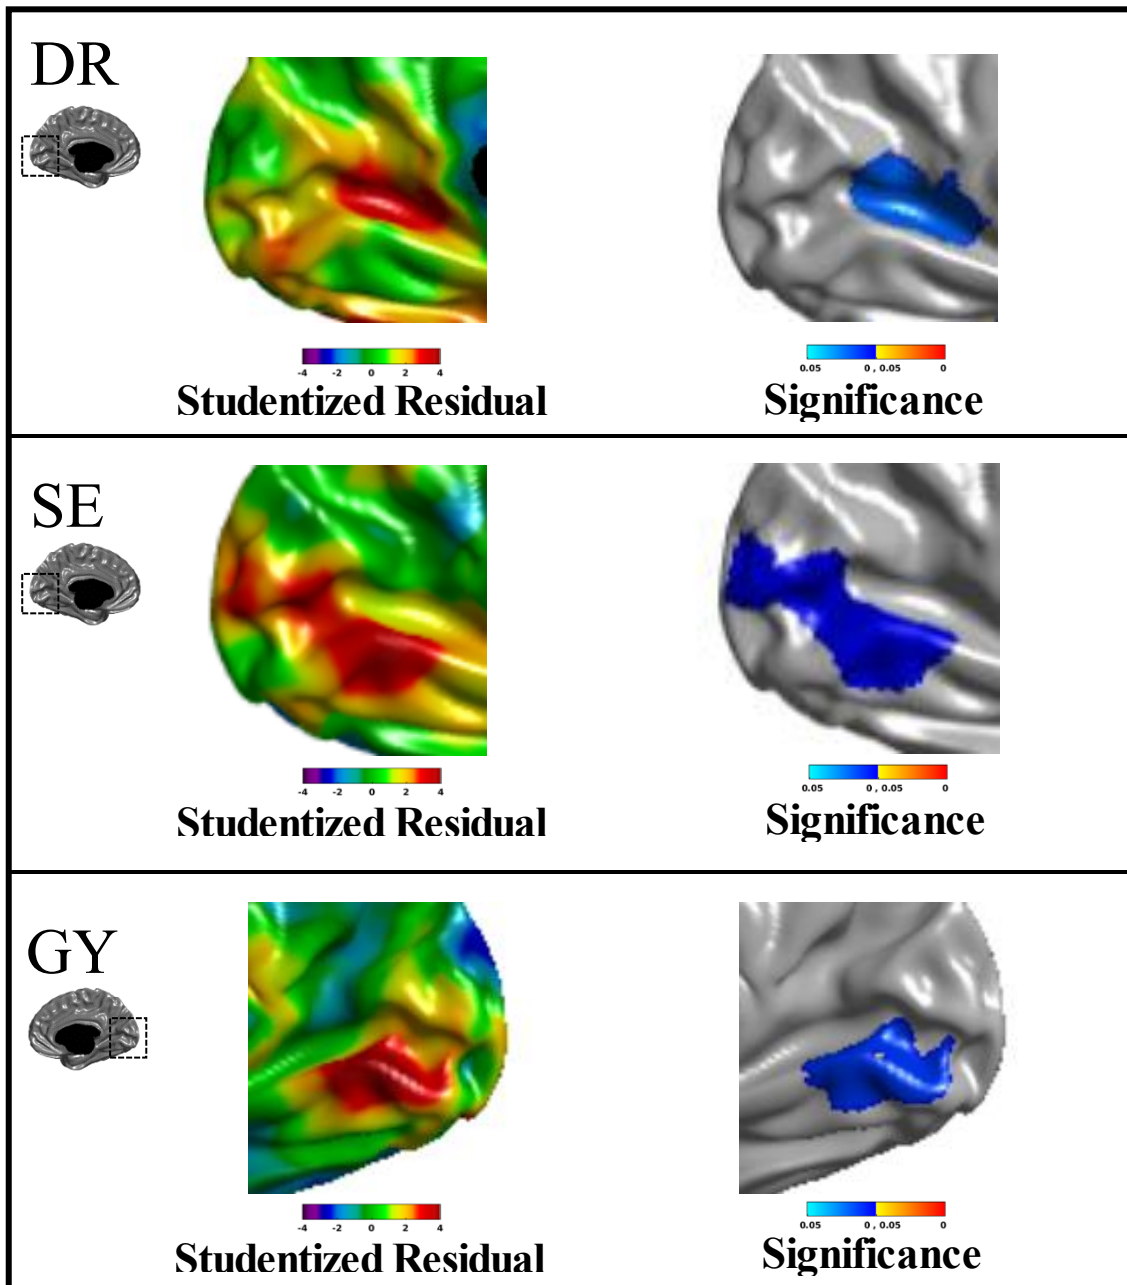 DR
-4 -2 0 2 4
Studentized Residual
0.05 0 , 0.05 0
Significance
SE
-4 -2 0 2 4
Studentized Residual
0.05 0 , 0.05 0
Significance
GY
-4 -2 0 2 4
Studentized Residual
0.05 0 , 0.05 0
Significance